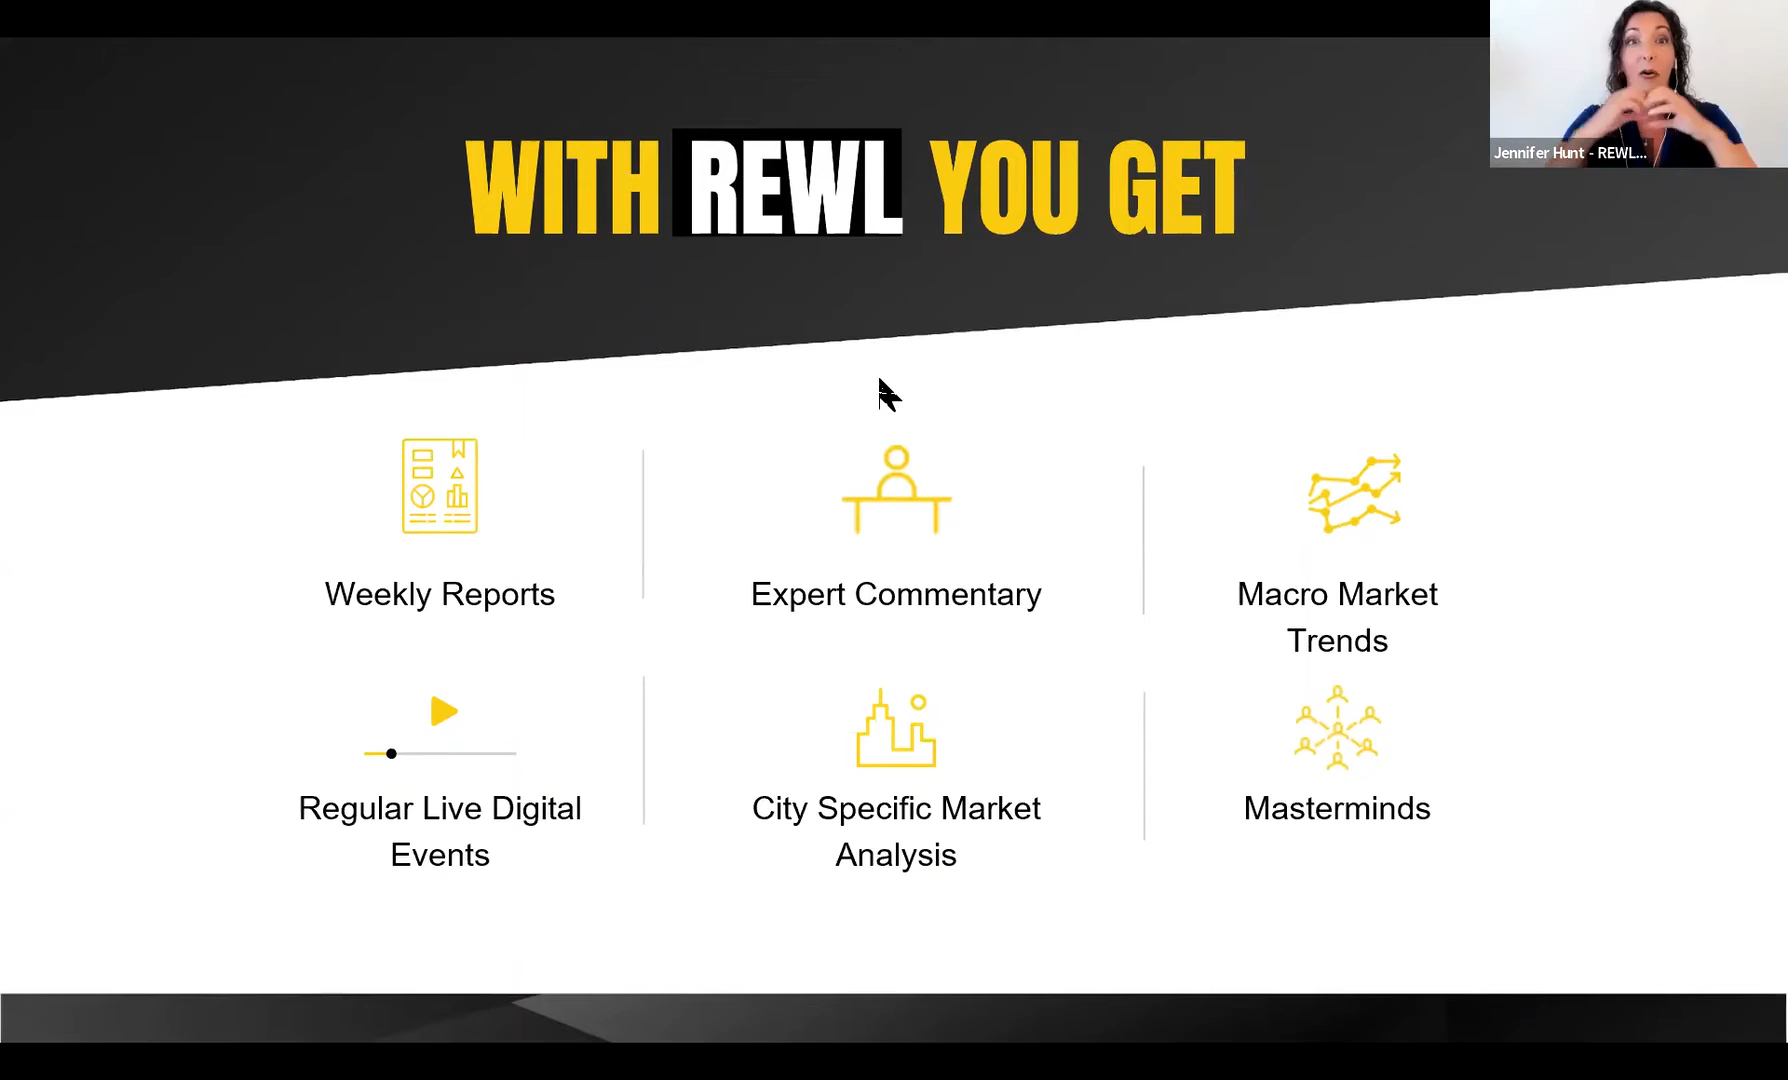 WITH REWL YOU GET
Jennifer Hunt - REWL...
Weekly Reports
Expert Commentary
Macro Market
Trends
Regular Live Digital
Events
City Specific Market
Analysis
Masterminds